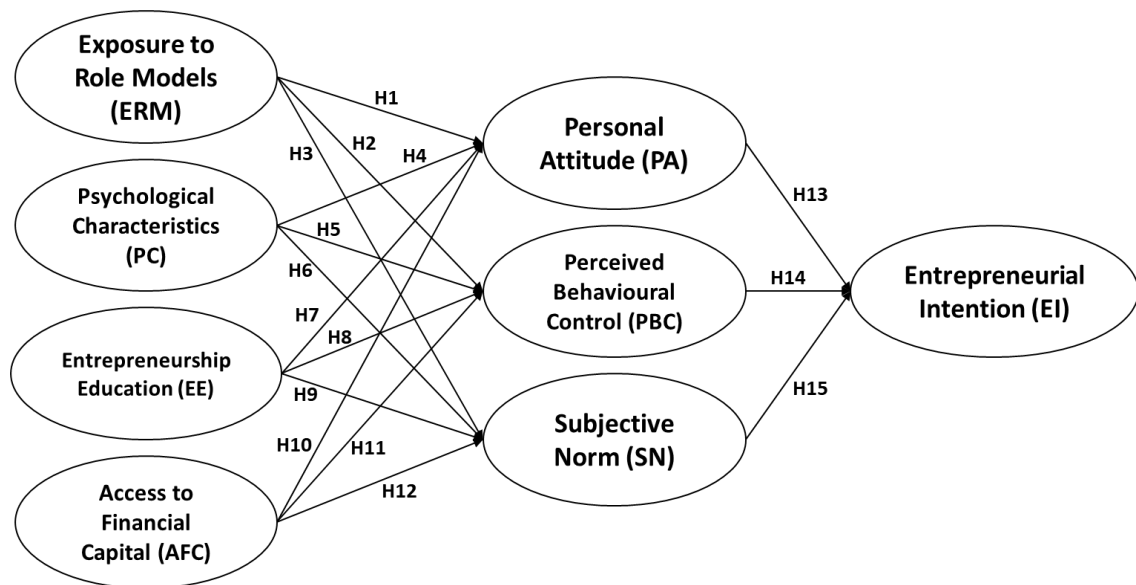 Exposure to
Role Models
(ERM)
H1
H2
H3
H4
Personal
Attitude (PA)
Psychological
Characteristics
(PC)
H5
H6
H13
Perceived
Behavioural
Control (PBC)
H14
Entrepreneurial
Intention (EI)
H7
H8
Entrepreneurship
Education (EE)
H9
H15
Subjective
Norm (SN)
H10
H11
H12
Access to
Financial
Capital (AFC)